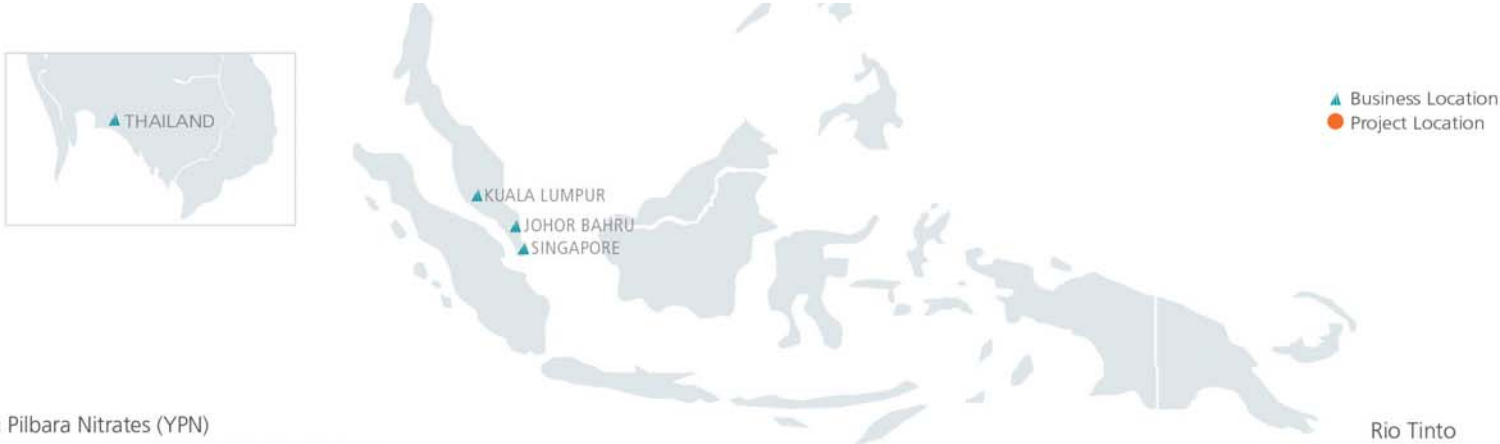 Business Location
Project Location
THAILAND
KUALA LUMPUR
JOHOR BAHRU
SINGAPORE
Pilbara Nitrates (YPN)
Rio Tinto